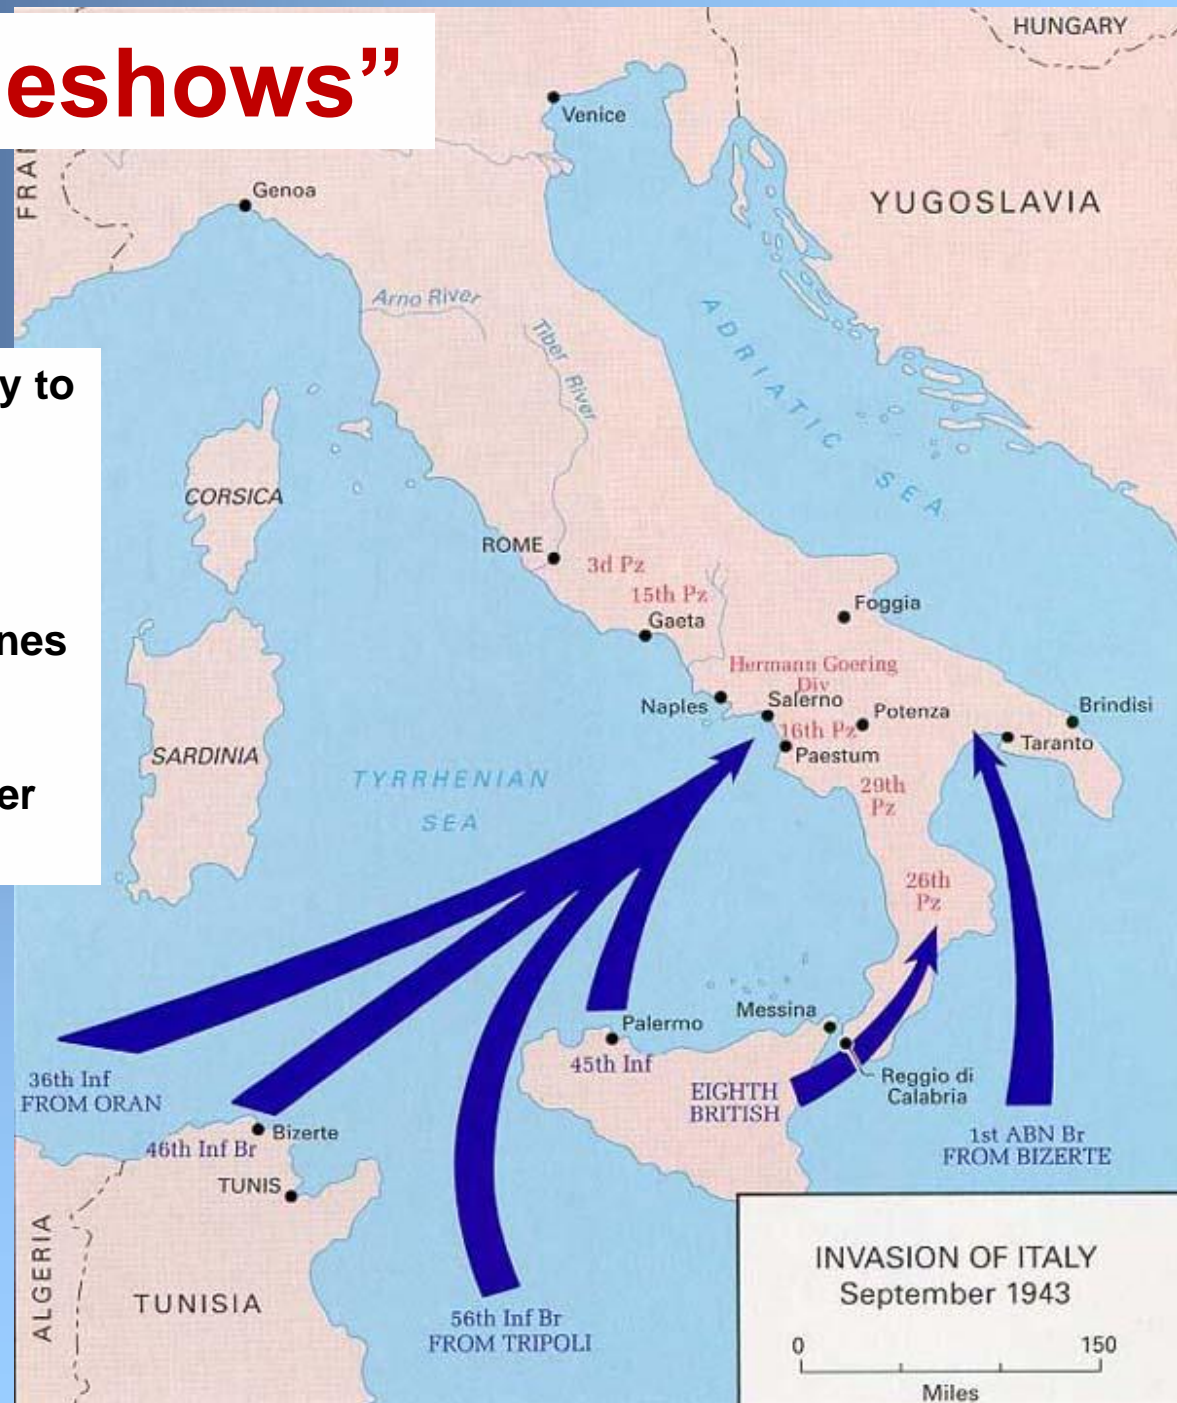 eshows”
y to
nes
er
HUNGARY
Venice
FRA
Genoa
YUGOSLAVIA
Arno River
Tiber River
ADRIATIC SEA
CORSICA
ROME
3d Pz
15th Pz
Gaeta
Foggia
Hermann Goering
Div
Naples
Salerno
Potenza
Brindisi
16th Pz
Paestum
Taranto
SARDINIA
TYRRHENIAN
SEA
29th
Pz
26th
Pz
Messina
Palermo
45th Inf
Reggio di
Calabria
EIGHTH
BRITISH
36th Inf
FROM ORAN
Bizerte
46th Inf Br
TUNIS
1st ABN Br
FROM BIZERTE
ALGERIA
TUNISIA
56th Inf Br
FROM TRIPOLI
INVASION OF ITALY
September 1943
0 150
Miles